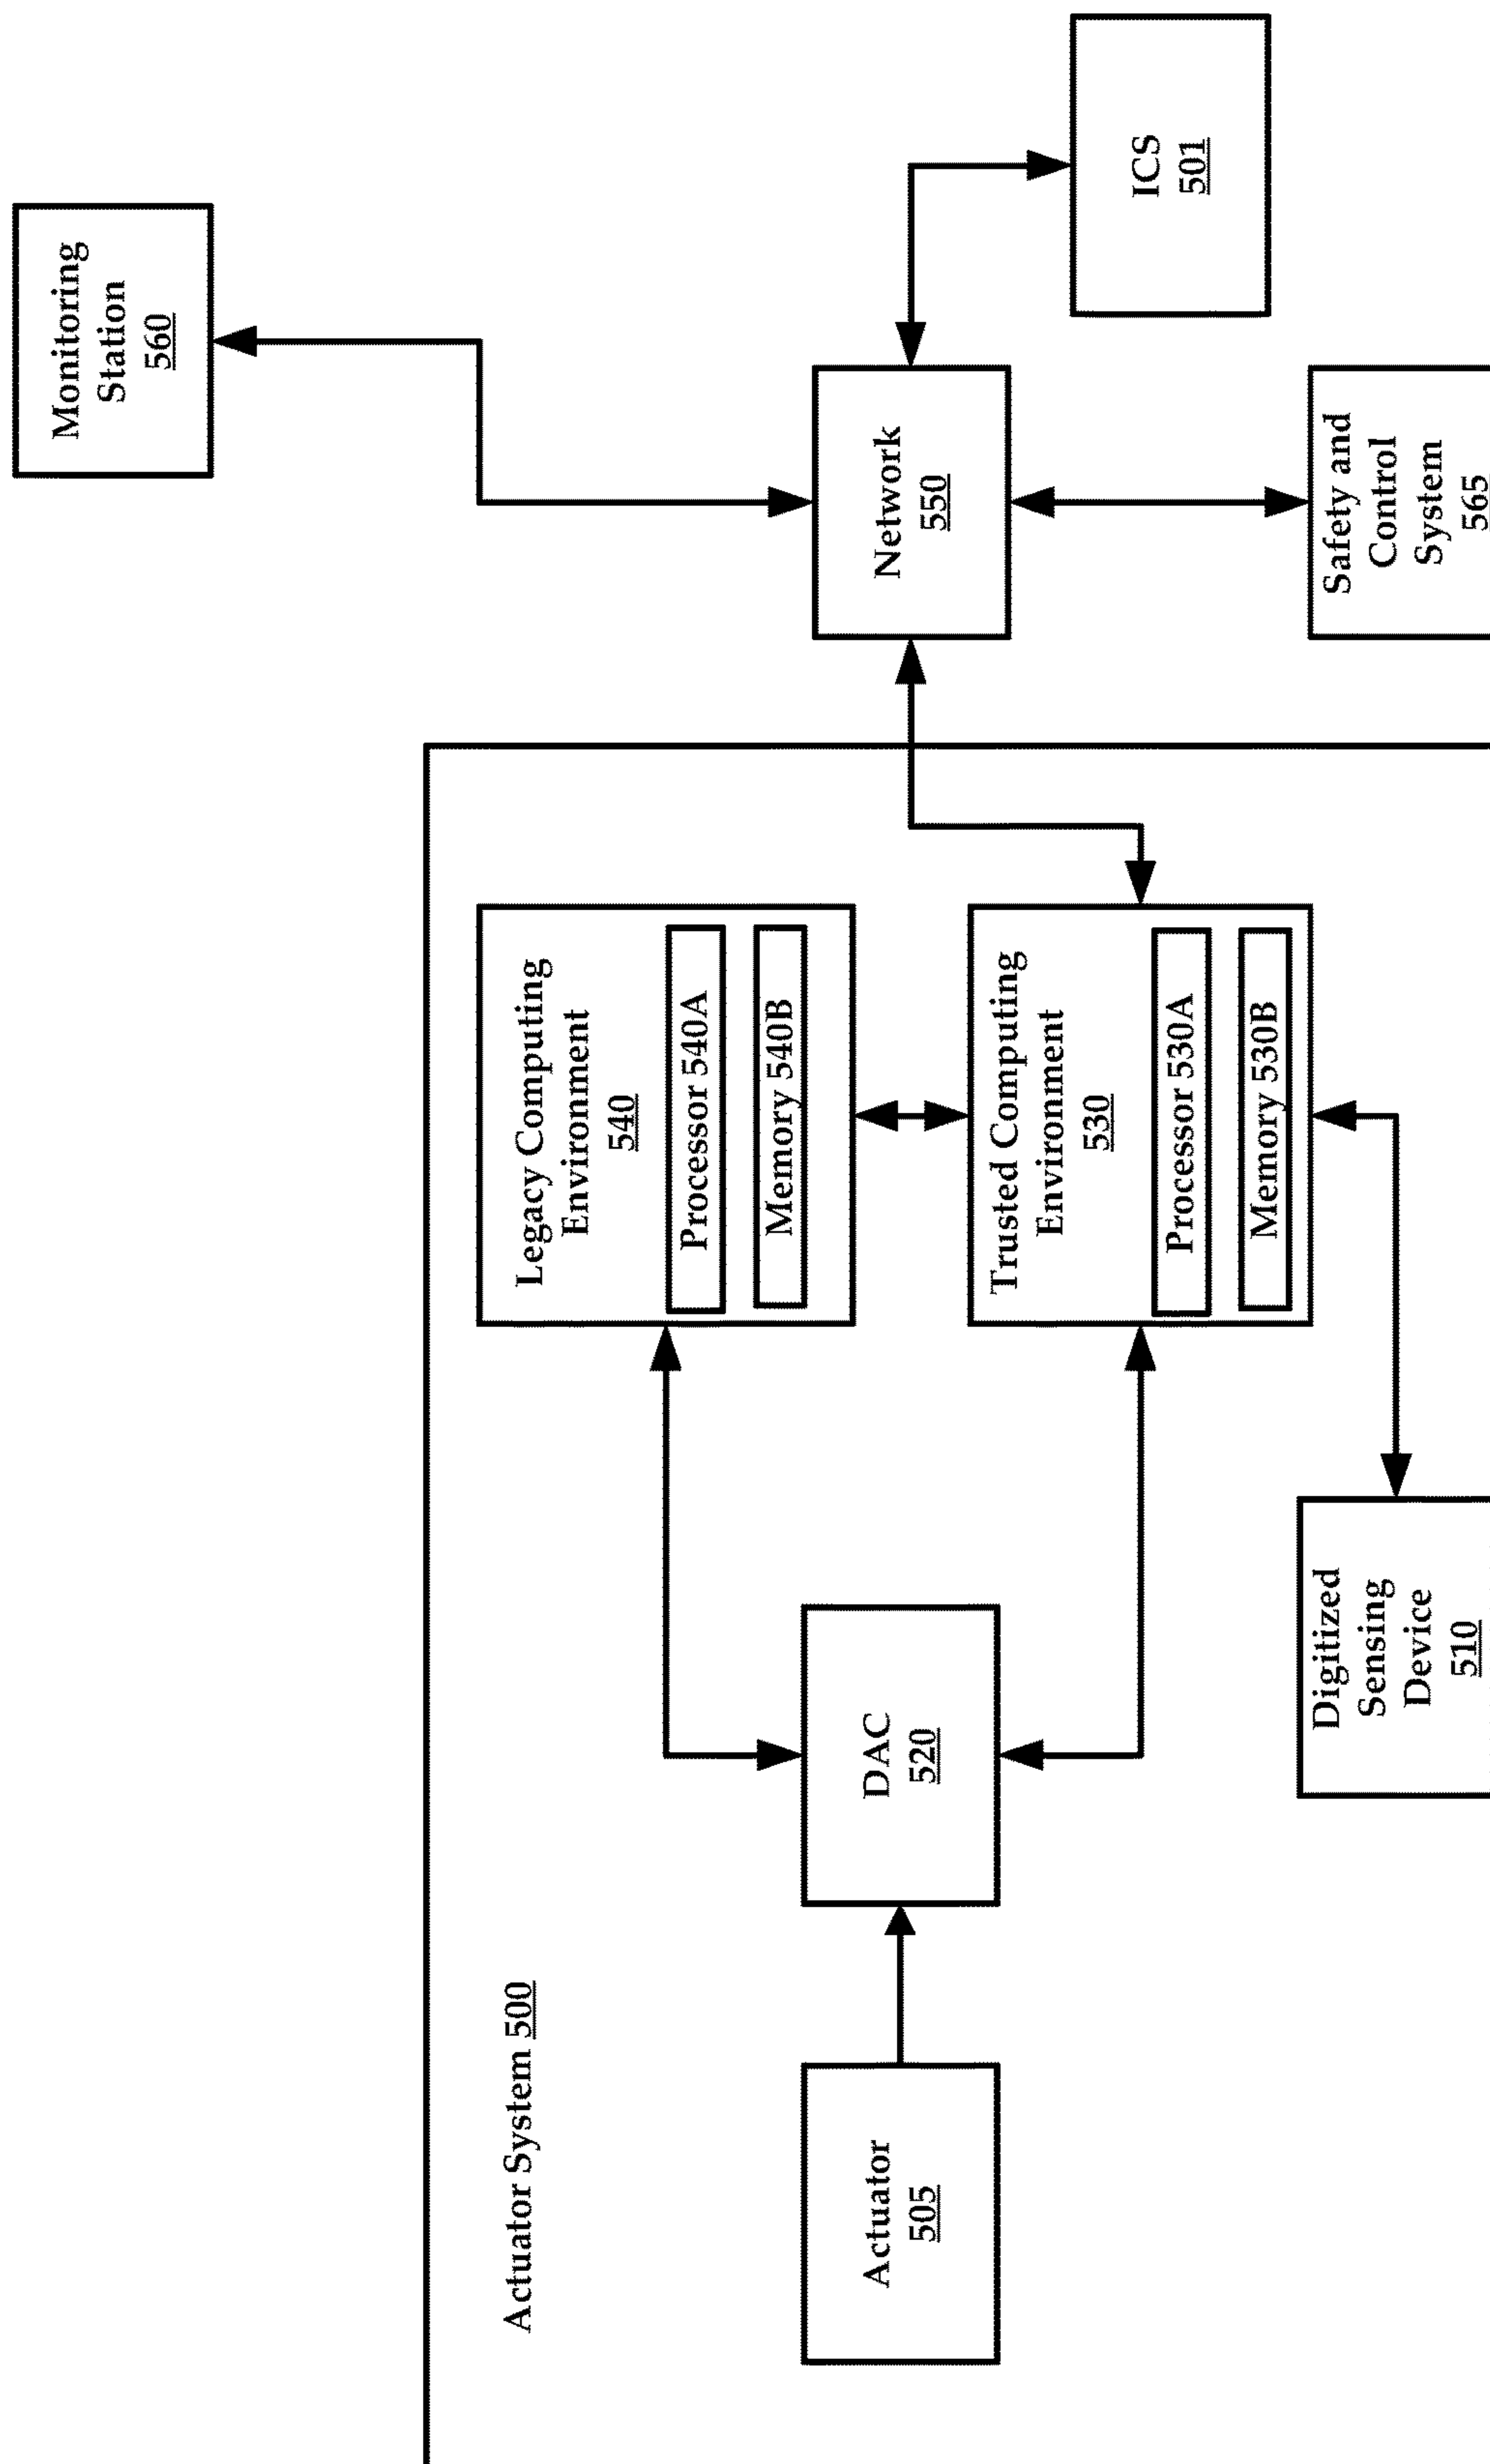 Monitoring
Station
560
Actuator System 500
Legacy Computing
Environment
540
Processor 540A
Memory 540B
Actuator
505
DAC
520
Trusted Computing
Environment
530
Processor 530A
Memory 530B
Network
550
ICS
501
Digitized
Sensing
Device
510
Safety and
Control
System
565